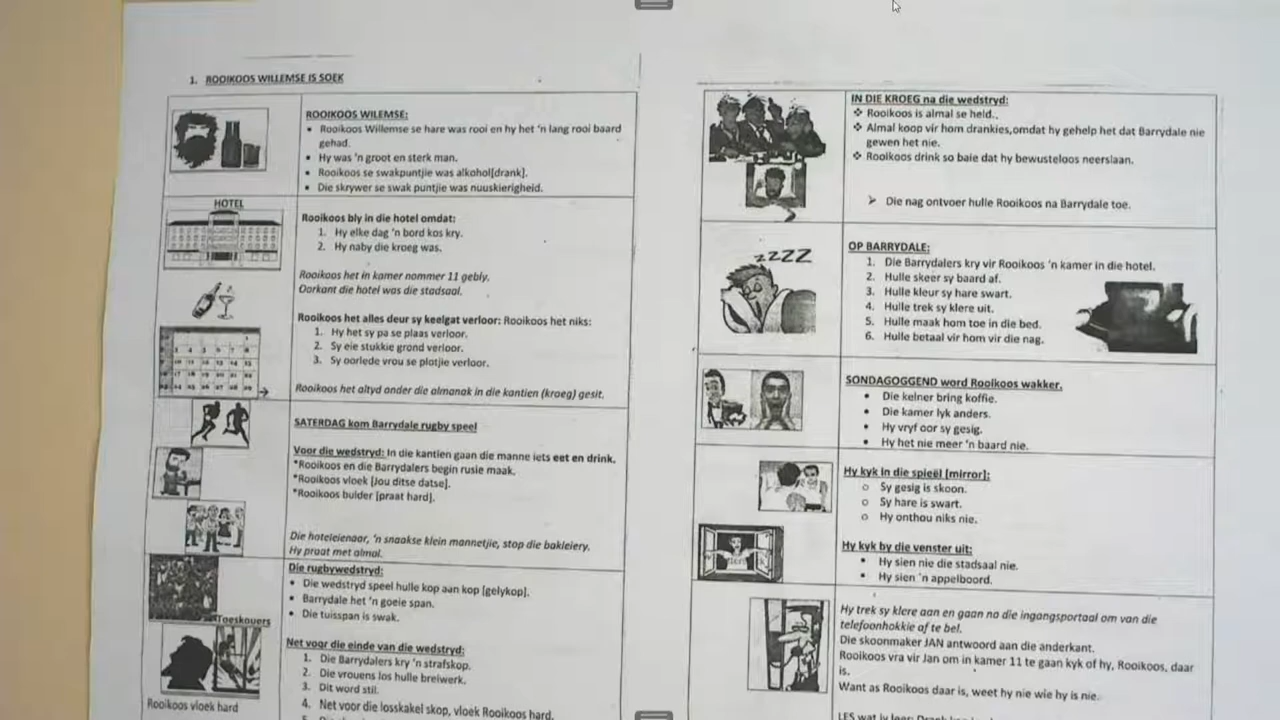 1. ROOIKOOS WILLEMSE IS SOEK
ROOIKOOS WILEMSE:
• Rooikoos Willemse se hare was rooi en hy het 'n lang rooi baard
gehad.
• Hy was 'n groot en sterk man.
• Rooikoos se swakpuntjie was alkohol[drank].
• Die skrywer se swak puntjie was nuuskierigheid.
HOTEL
Rooikoos bly in die hotel omdat:
1. Hy elke dag 'n bord kos kry.
2. Hy naby die kroeg was.
Rooikoos het in kamer nommer 11 gebly.
Oorkant die hotel was die stadsaal.
Rooikoos het alles deur sy keelgat verloor: Rooikoos het niks:
1. Hy het sy pa se plaas verloor.
2. Sy eie stukkie grond verloor.
3. Sy oorlede vrou se plotjie verloor.
Rooikoos het altyd onder die almanak in die kantien (kroeg) gesit.
SATERDAG kom Barrydale rugby speel
Voor die wedstryd: In die kantien gaan die manne iets eet en drink.
*Rooikoos en die Barrydalers begin rusie maak.
*Rooikoos vloek [Jou ditse datse].
*Rooikoos bulder [praat hard].
Die hoteleienaar, 'n snaakse klein mannetjie, stop die bakleiery.
Hy praat met almal.
Die rugbywedstryd:
• Die wedstryd speel hulle kop aan kop [gelykop].
• Barrydale het 'n goeie span.
• Die tuisspan is swak.
Toeskouers
Net voor die einde van die wedstryd:
1. Die Barrydalers kry 'n strafskop.
2. Die vrouens los hulle breiwerk.
3. Dit word stil.
4. Net voor die losskakel skop, vloek Rooikoos hard.
Rooikoos vloek hard
IN DIE KROEG na die wedstryd:
❖ Rooikoos is almal se held..
❖ Almal koop vir hom drankies,omdat hy gehelp het dat Barrydale nie
gewen het nie.
❖ Rooikoos drink so baie dat hy bewusteloos neerslaan.
➢ Die nag ontvoer hulle Rooikoos na Barrydale toe.
zzzzz
OP BARRYDALE:
1. Die Barrydalers kry vir Rooikoos 'n kamer in die hotel.
2. Hulle skeer sy baard af.
3. Hulle kleur sy hare swart.
4. Hulle trek sy klere uit.
5. Hulle maak hom toe in die bed.
6. Hulle betaal vir hom vir die nag.
SONDAGOGGEND word Rooikoos wakker.
• Die kelner bring koffie.
• Die kamer lyk anders.
• Hy vryf oor sy gesig.
• Hy het nie meer 'n baard nie.
Hy kyk in die spieël [mirror]:
o Sy gesig is skoon.
o Sy hare is swart.
o Hy onthou niks nie.
Hy kyk by die venster uit:
• Hy sien nie die stadsaal nie.
• Hy sien 'n appelboord.
Hy trek sy klere aan en gaan na die ingangsportaal om van die
telefoonhokkie af te bel.
Die skoonmaker JAN antwoord aan die anderkant.
Rooikoos vra vir Jan om in kamer 11 te gaan kyk of hy, Rooikoos, daar
is.
Want as Rooikoos daar is, weet hy nie wie hy is nie.